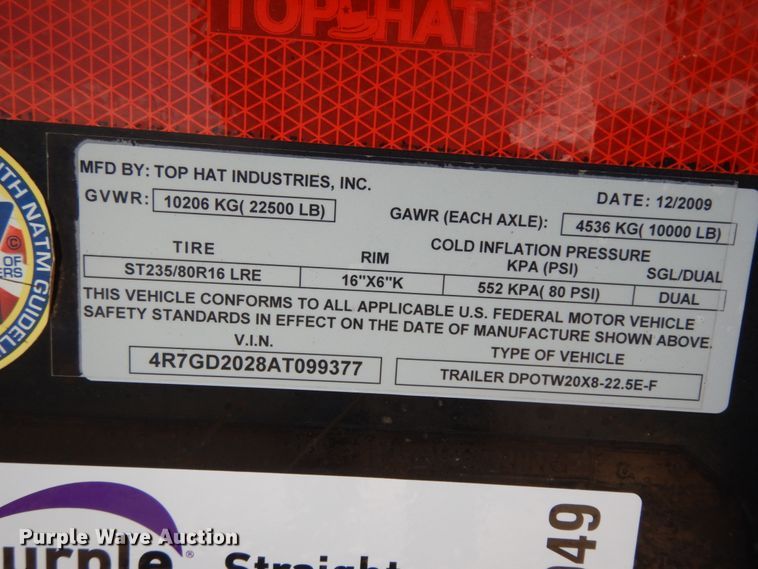 TOP HAT
MFD BY: TOP HAT INDUSTRIES, INC.
DATE: 12/2009
GVWR: 10206 KG( 22500 LB)
GAWR (EACH AXLE): 4536 KG( 10000 LB)
TIRE RIM COLD INFLATION PRESSURE KPA (PSI) SGL/DUAL
ST235/80R16 LRE 16"X6"K 552 KPA( 80 PSI) DUAL
THIS VEHICLE CONFORMS TO ALL APPLICABLE U.S. FEDERAL MOTOR VEHICLE
SAFETY STANDARDS IN EFFECT ON THE DATE OF MANUFACTURE SHOWN ABOVE.
V.I.N. TYPE OF VEHICLE
4R7GD2028AT099377 TRAILER DPOTW20X8-22.5E-F
NATM
OF
©
Purple Wave Auction
Straight